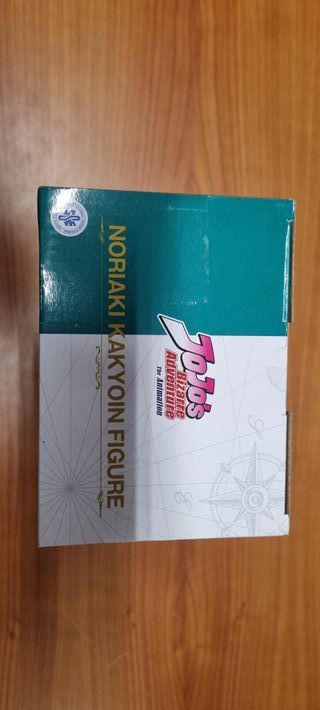 JoJo's
Bizarre
Adventure
The Animation
NORIAKI KAKYOIN FIGURE